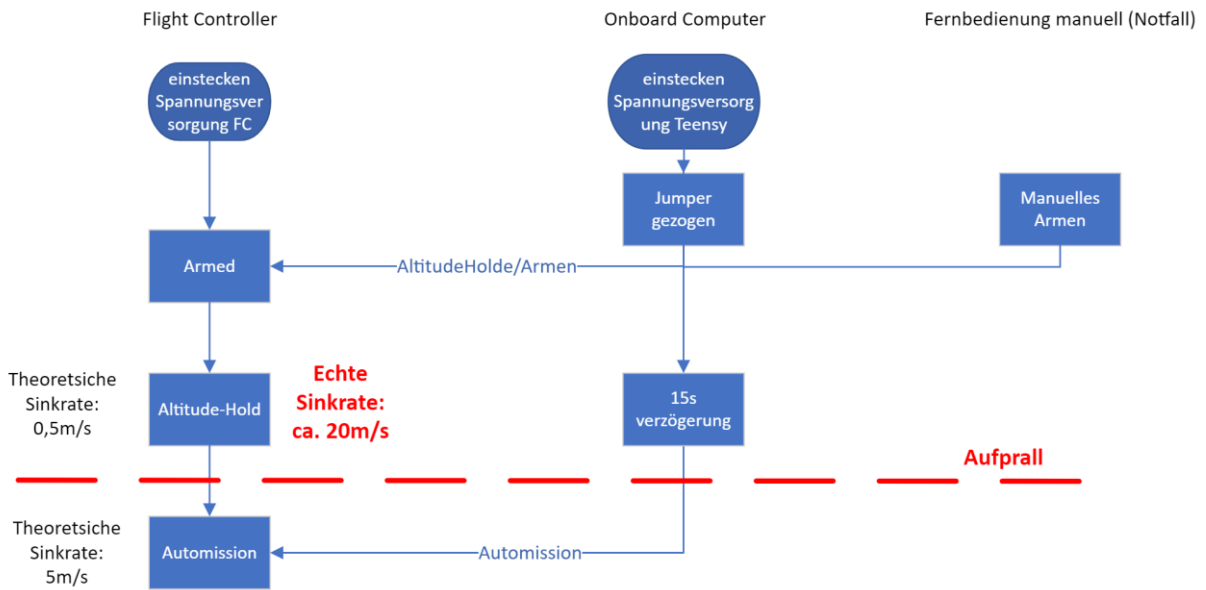 Flight Controller
Onboard Computer
Fernbedienung manuell (Notfall)
einstecken
Spannungsver
sorgung FC
einstecken
Spannungsversorg
ung Teensy
Jumper
gezogen
Manuelles
Armen
Armed
AltitudeHolde/Armen
Theoretsiche
Sinkrate:
0,5m/s
Altitude-Hold
Echte
Sinkrate:
ca. 20m/s
15s
verzögerung
Aufprall
Theoretsiche
Sinkrate:
5m/s
Automission
Automission